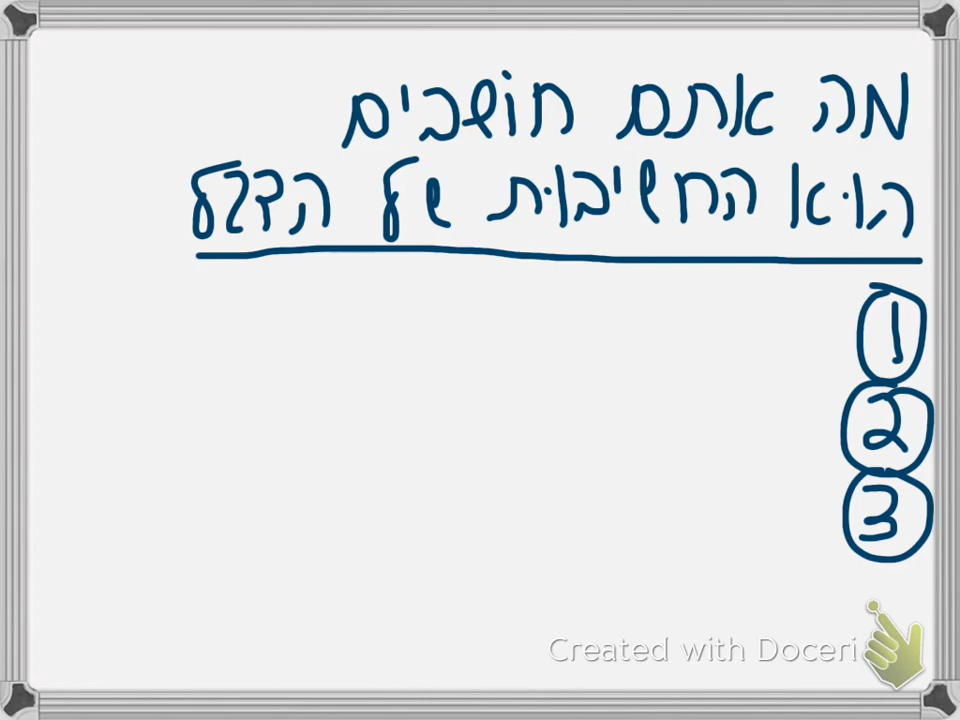 מה אתם חושבים
הוא החשיבות של הדגל
1
2
3
Created with Doceri